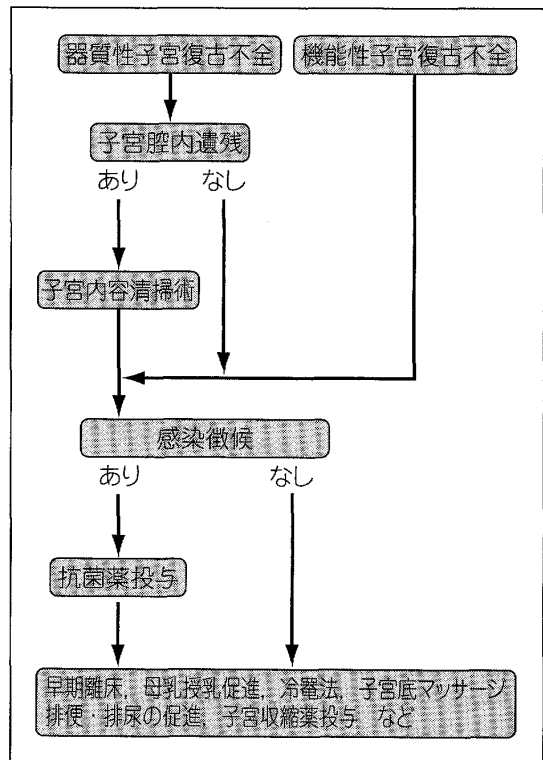 器質性子宮復古不全
機能性子宮復古不全
子宮腔内遺残
あり なし
子宮内容清掃術
感染徴候
あり なし
抗菌薬投与
早期離床，母乳授乳促進，冷罨法，子宮底マッサージ
排便・排尿の促進，子宮収縮薬投与 など